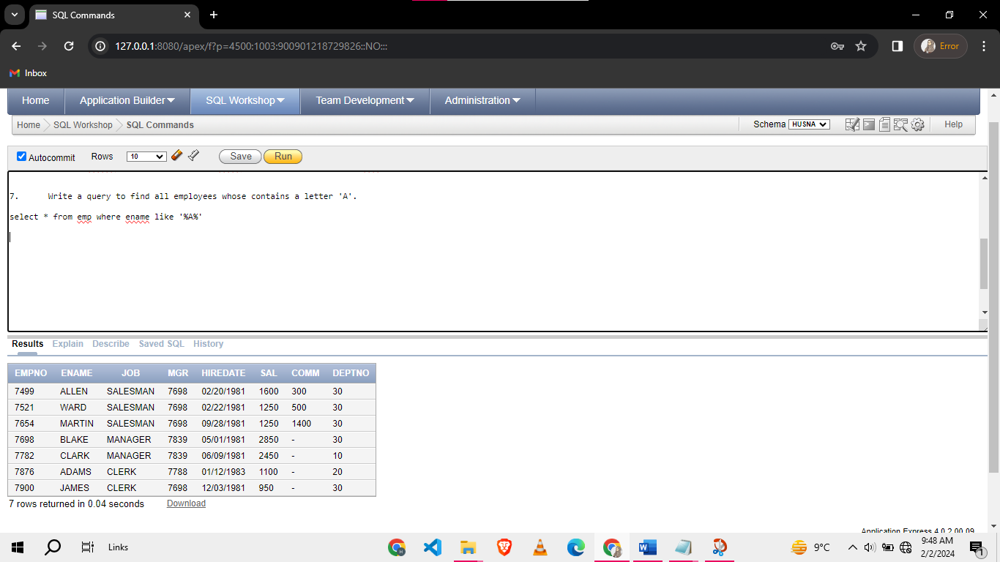 SQL Commands
127.0.0.1:8080/apex/f?p=4500:1003:900901218729826::NO:::
Error
Inbox
Home Application Builder SQL Workshop Team Development Administration
Home SQL Workshop SQL Commands Schema HUSNA Help
Autocommit Rows 10 Save Run
7. Write a query to find all employees whose contains a letter 'A'.
select * from emp where ename like '%A%'
Results Explain Describe Saved SQL History
EMPNO ENAME JOB MGR HIREDATE SAL COMM DEPTNO
7499 ALLEN SALESMAN 7698 02/20/1981 1600 300 30
7521 WARD SALESMAN 7698 02/22/1981 1250 500 30
7654 MARTIN SALESMAN 7698 09/28/1981 1250 1400 30
7698 BLAKE MANAGER 7839 05/01/1981 2850 - 30
7782 CLARK MANAGER 7839 06/09/1981 2450 - 10
7876 ADAMS CLERK 7788 01/12/1983 1100 - 20
7900 JAMES CLERK 7698 12/03/1981 950 - 30
7 rows returned in 0.04 seconds Download
Application Express 4.0.2.00.09
Links 9°C 9:48 AM
2/2/2024 1